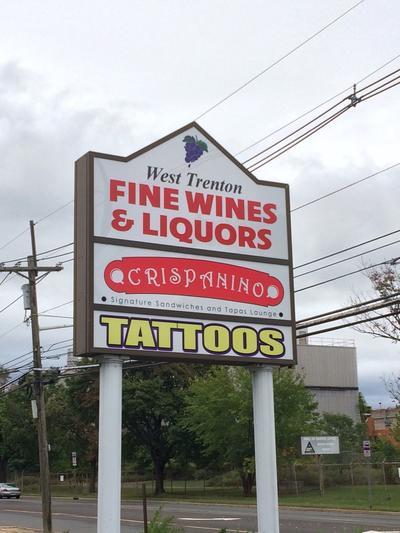 West Trenton
FINE WINES
& LIQUORS
CRISPANINO
• Signature Sandwiches and Tapas Lounge •
TATTOOS